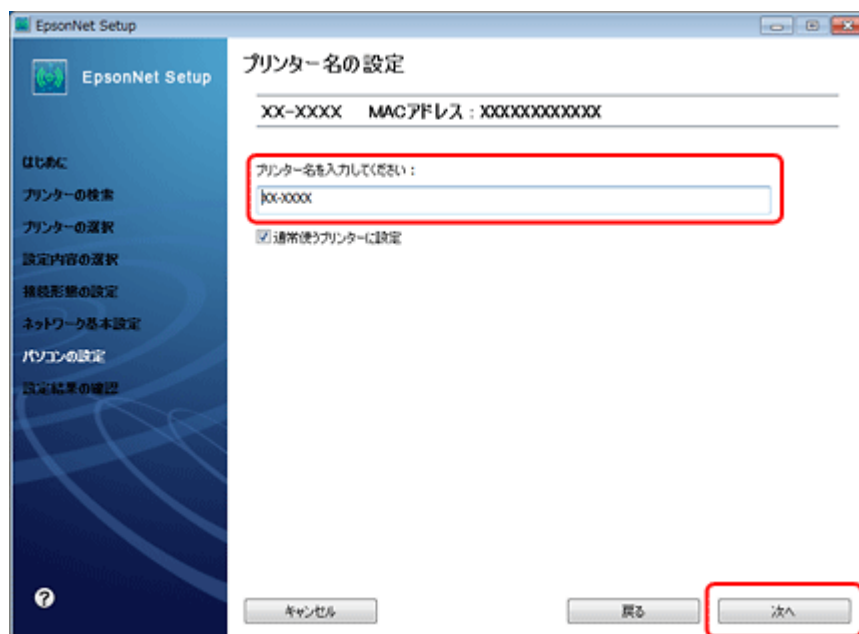 EpsonNet Setup
EpsonNet Setup
はじめに
プリンターの検索
プリンターの選択
設定内容の選択
接続形態の設定
ネットワーク基本設定
パソコンの設定
設定結果の確認
?
プリンター名の設定
XX-XXXX MACアドレス:XXXXXXXXXXXX
プリンター名を入力してください:
XX-XXXX
通常使うプリンターに設定
キャンセル
戻る
次へ